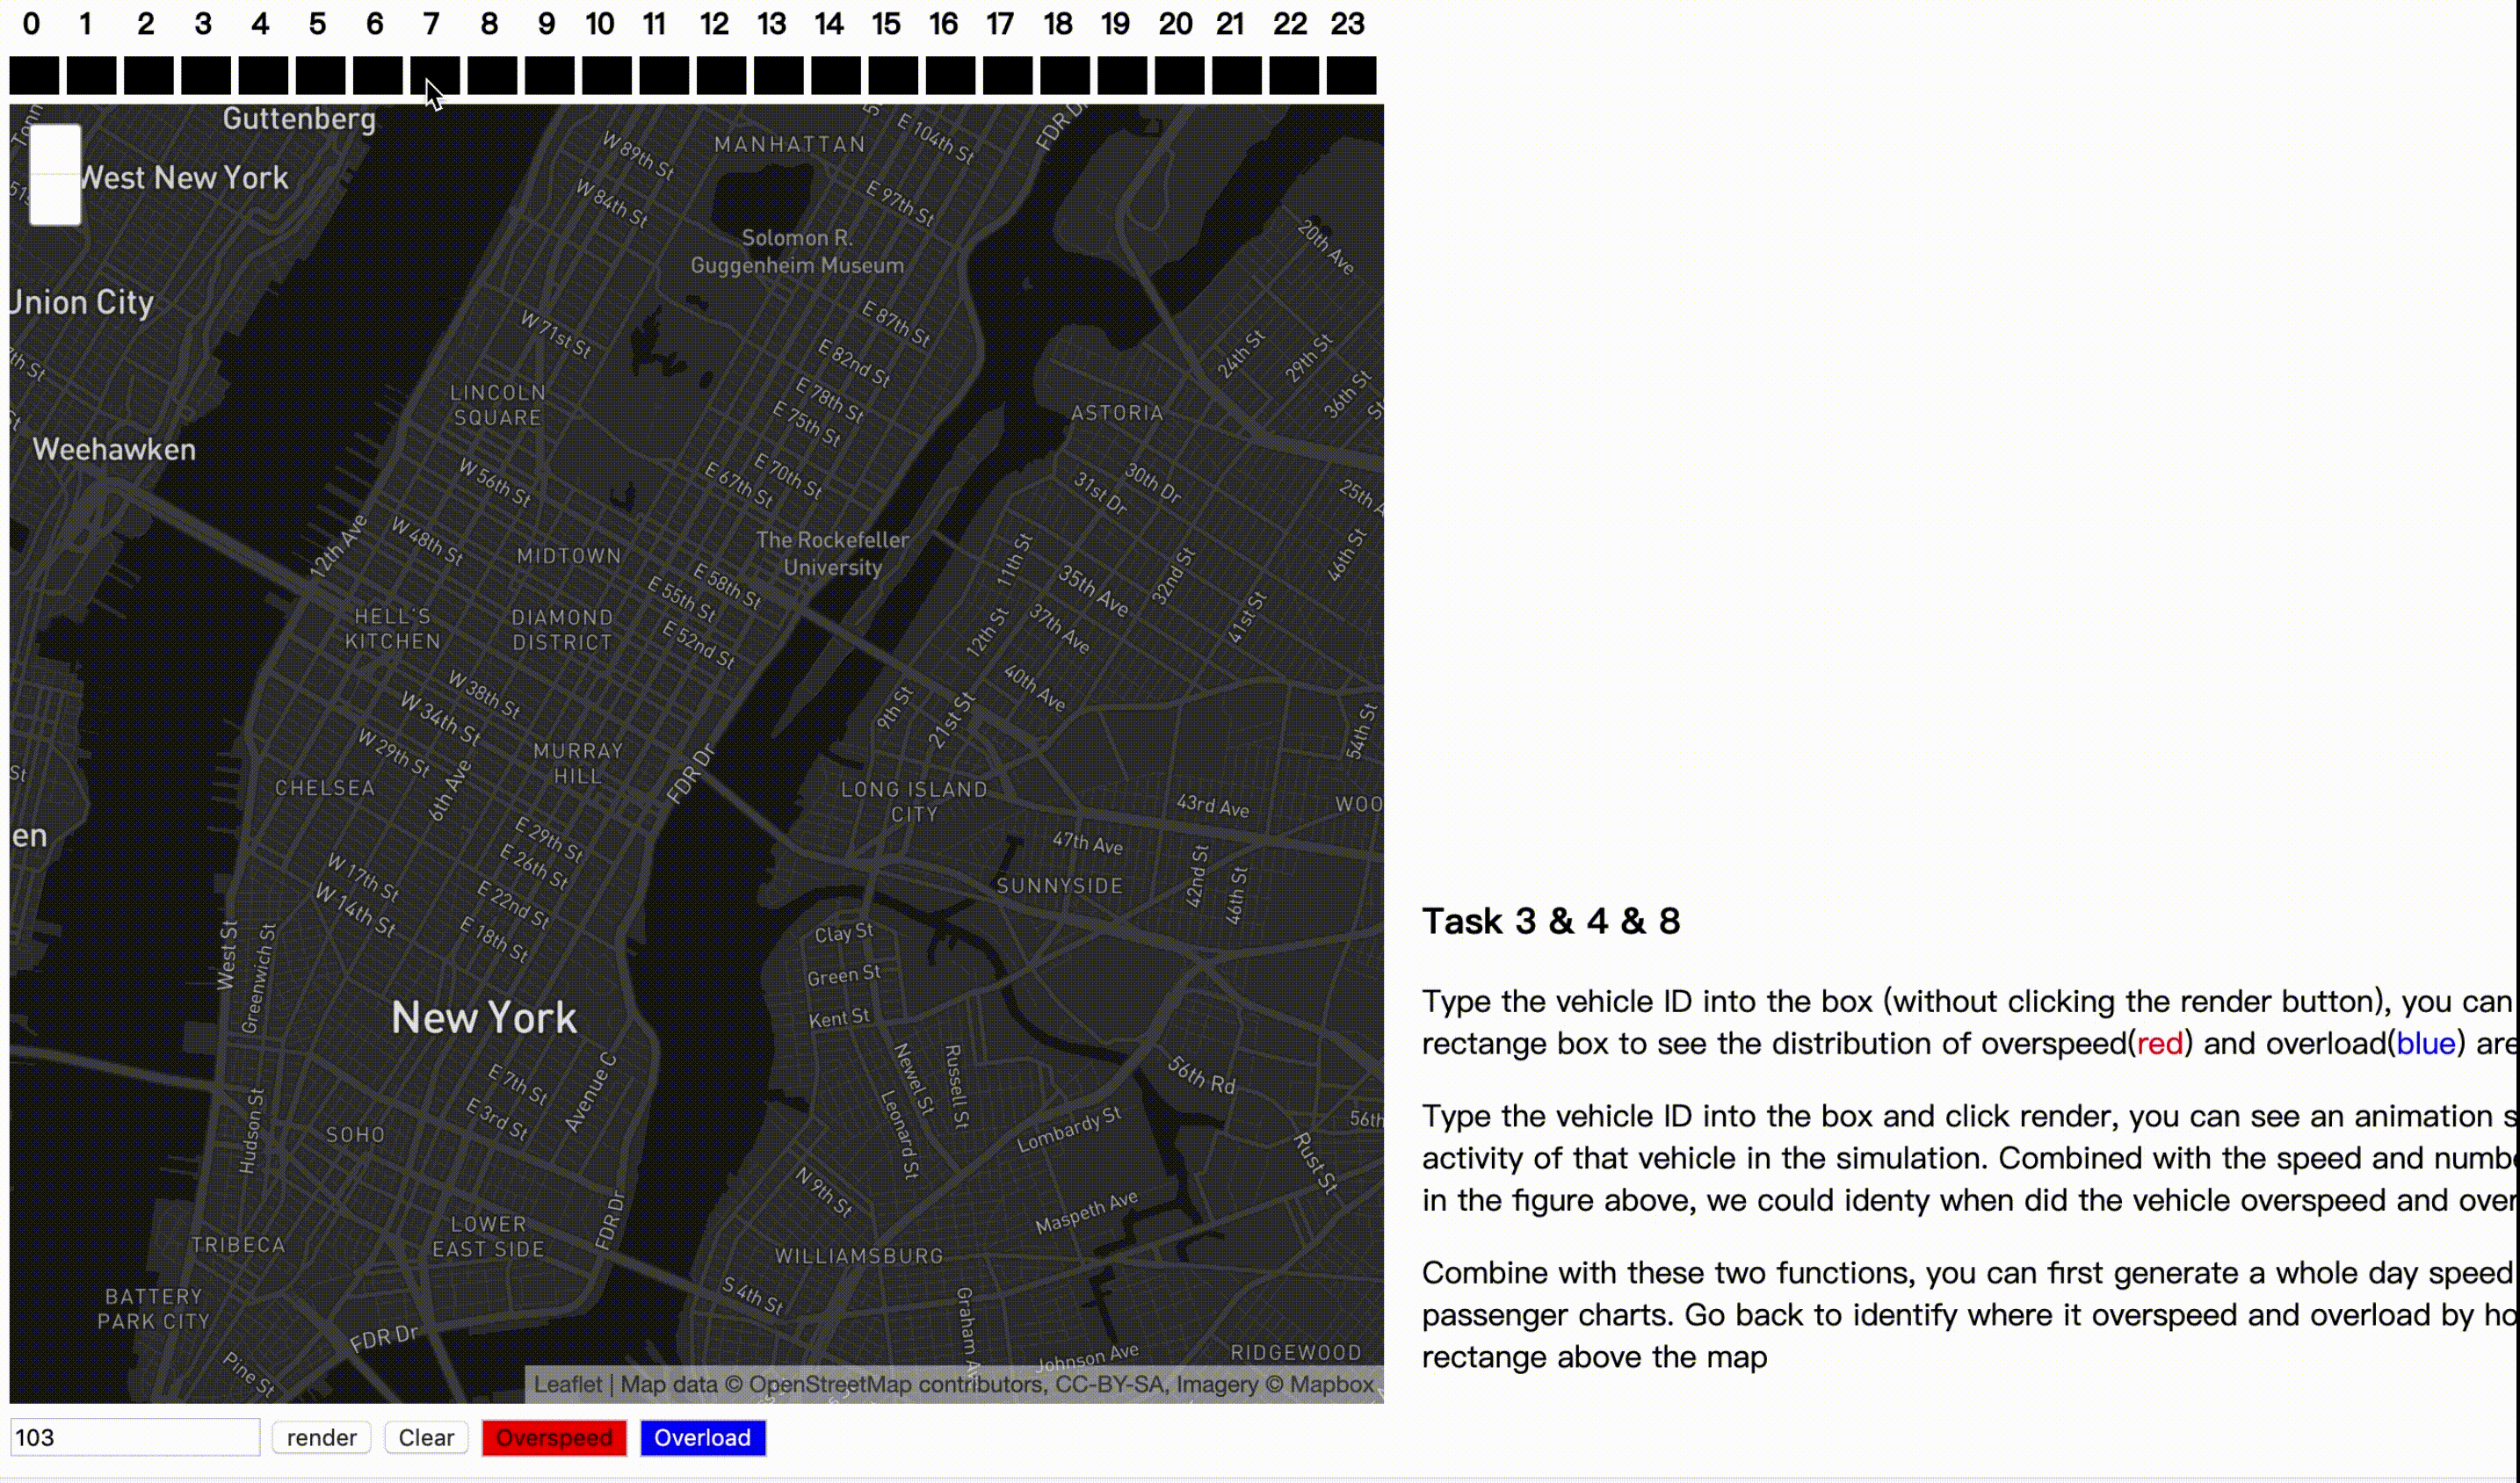 0 1 2 3 4 5 6 7 8 9 10 11 12 13 14 15 16 17 18 19 20 21 22 23
Guttenberg
West New York
Union City
Weehawken
en
MANHATTAN
W 89th St
W 84th St
E 104th St
E 97th St
FDR Dr
Solomon R.
Guggenheim Museum
20th Ave
W 71st St
E 87th St
E 82nd St
E 78th St
E 75th St
24th St
29th St
36th St
LINCOLN
SQUARE
ASTORIA
W 56th St
E 70th St
E 67th St
30th Dr
31st Dr
25th A
12th Ave
W 48th St
MIDTOWN
The Rockefeller
University
11th St
32nd St
46th St
E 58th St
E 55th St
E 52nd St
35th Ave
37th Ave
40th Ave
12th St
41st St
HELL'S
KITCHEN
DIAMOND
DISTRICT
W 38th St
W 34th St
W 29th St
9th St
21st St
54th St
MURRAY
HILL
FDR Dr
CHELSEA
6th Ave
LONG ISLAND
CITY
43rd Ave
WOO
47th Ave
E 29th St
E 26th St
E 22nd St
E 18th St
W 17th St
W 14th St
SUNNYSIDE
42nd St
46th St
West St
Greenwich St
Clay St
Green St
Kent St
New York
Newel St
Russell St
Leonard St
56th Rd
56th
E 7th St
E 3rd St
Avenue C
Hudson St
SOHO
Lombardy St
Rust St
N 9th St
Maspeth Ave
FDR Dr
TRIBECA
LOWER
EAST SIDE
WILLIAMSBURG
S 4th St
BATTERY
PARK CITY
FDR Dr
Pine St
Graham A
Johnson Ave
RIDGEWOOD
Leaflet | Map data © OpenStreetMap contributors, CC-BY-SA, Imagery © Mapbox
103
render
Clear
Overspeed
Overload
Task 3 & 4 & 8
Type the vehicle ID into the box (without clicking the render button), you can
rectange box to see the distribution of overspeed(red) and overload(blue) are
Type the vehicle ID into the box and click render, you can see an animation s
activity of that vehicle in the simulation. Combined with the speed and numbe
in the figure above, we could identy when did the vehicle overspeed and over
Combine with these two functions, you can first generate a whole day speed
passenger charts. Go back to identify where it overspeed and overload by ho
rectange above the map